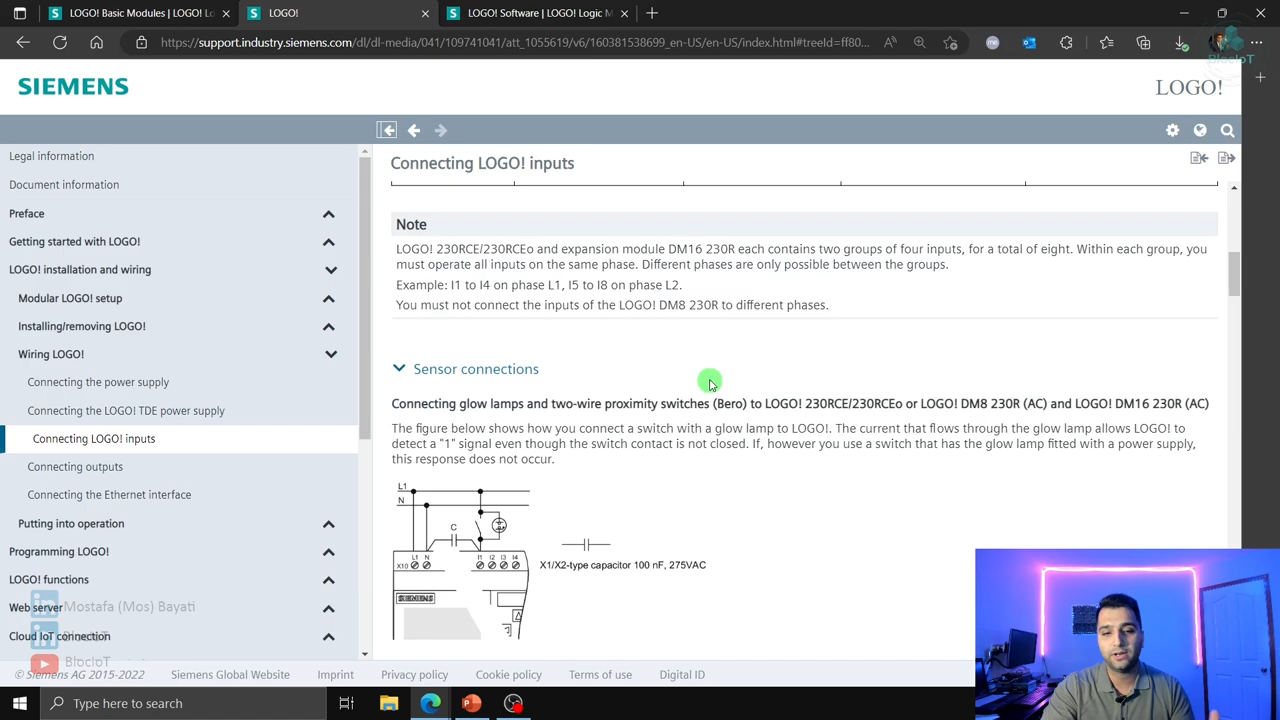 LOGO! Basic Modules | LOGO! Lo
LOGO!
LOGO! Software | LOGO! Logic M
https://support.industry.siemens.com/dl/dl-media/041/109741041/att_1055619/v6/160381538699_en-US/en-US/index.html#treeId=ff80...
BlocIoT
SIEMENS
LOGO!
Legal information
Document information
Preface
Getting started with LOGO!
LOGO! installation and wiring
Modular LOGO! setup
Installing/removing LOGO!
Wiring LOGO!
Connecting the power supply
Connecting the LOGO! TDE power supply
Connecting LOGO! inputs
Connecting outputs
Connecting the Ethernet interface
Putting into operation
Programming LOGO!
LOGO! functions
Web server
Mostafa (Mos) Bayati
Cloud IoT connection
BlocIoT
Connecting LOGO! inputs
Note
LOGO! 230RCE/230RCEo and expansion module DM16 230R each contains two groups of four inputs, for a total of eight. Within each group, you
must operate all inputs on the same phase. Different phases are only possible between the groups.
Example: I1 to I4 on phase L1, I5 to I8 on phase L2.
You must not connect the inputs of the LOGO! DM8 230R to different phases.
Sensor connections
Connecting glow lamps and two-wire proximity switches (Bero) to LOGO! 230RCE/230RCEo or LOGO! DM8 230R (AC) and LOGO! DM16 230R (AC)
The figure below shows how you connect a switch with a glow lamp to LOGO!. The current that flows through the glow lamp allows LOGO! to
detect a "1" signal even though the switch contact is not closed. If, however you use a switch that has the glow lamp fitted with a power supply,
this response does not occur.
L1
N
C
L1 N I1 I2 I3 I4
X10
X1/X2-type capacitor 100 nF, 275VAC
SIEMENS
© Siemens AG 2015-2022
Siemens Global Website
Imprint
Privacy policy
Cookie policy
Terms of use
Digital ID
Type here to search